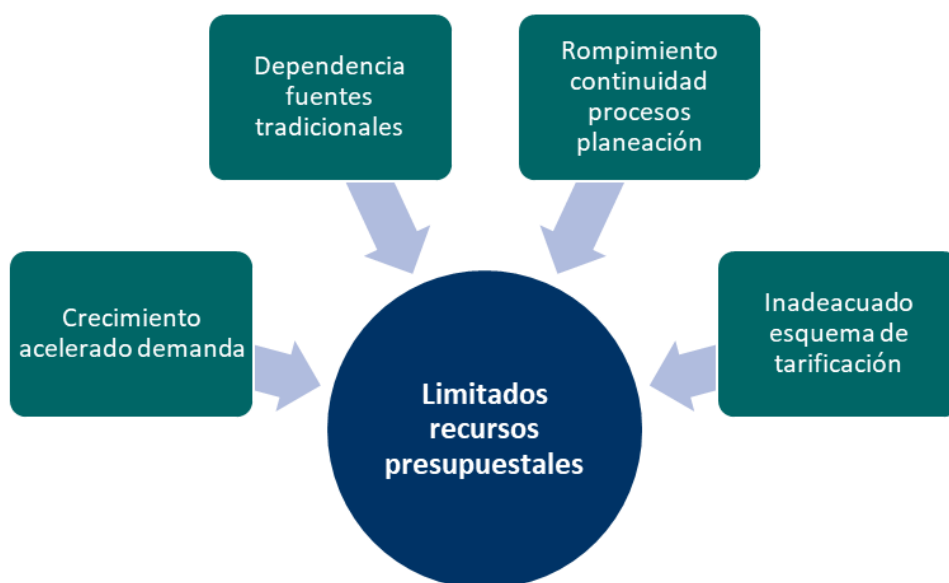 Dependencia
fuentes
tradicionales
Rompimiento
continuidad
procesos
planeación
Crecimiento
acelerado demanda
Inadeacuado
esquema de
tarificación
Limitados
recursos
presupuestales